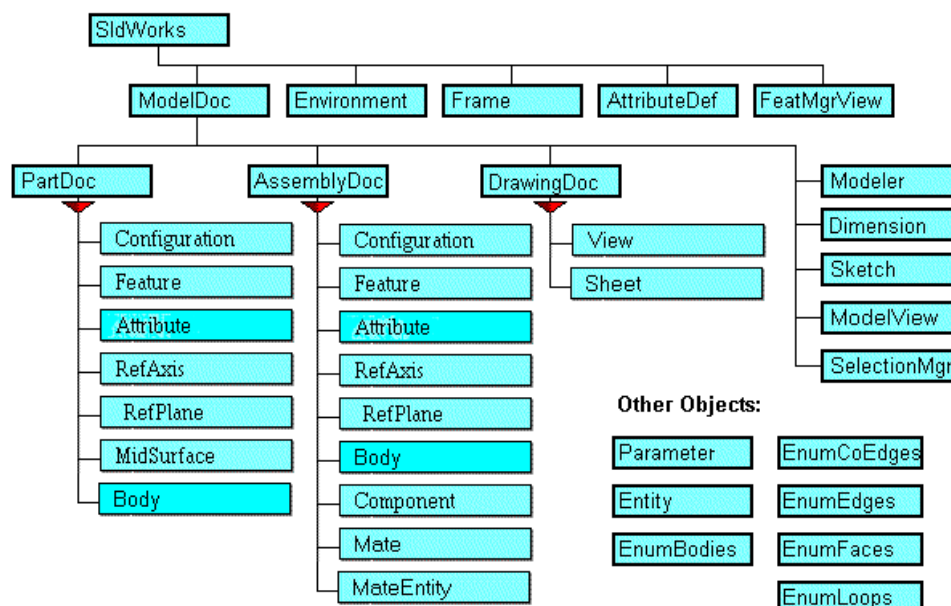 SldWorks
ModelDoc
Environment
Frame
AttributeDef
FeatMgrView
PartDoc
AssemblyDoc
DrawingDoc
Configuration
Feature
Attribute
RefAxis
RefPlane
MidSurface
Body
Configuration
Feature
Attribute
RefAxis
RefPlane
Body
Component
Mate
MateEntity
View
Sheet
Modeler
Dimension
Sketch
ModelView
SelectionMgr
Other Objects:
Parameter
Entity
EnumBodies
EnumCoEdges
EnumEdges
EnumFaces
EnumLoops